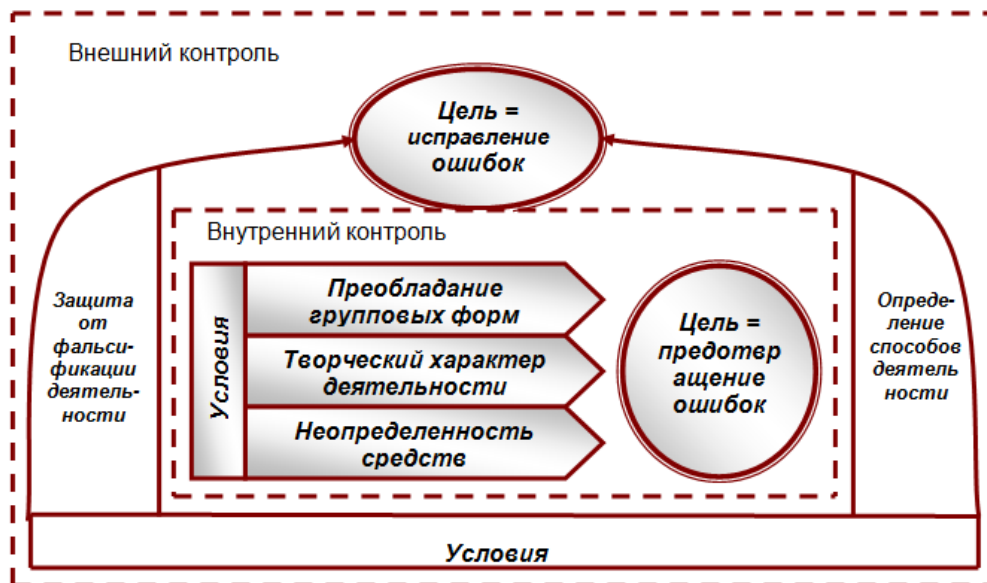 Внешний контроль
Цель =
исправление
ошибок
Внутренний контроль
Защита
от
фальси-
фикации
деятель-
ности
Условия
Преобладание
групповых форм
Творческий характер
деятельности
Неопределенность
средств
Цель =
предотвер
ащение
ошибок
Опреде-
ление
способов
деятель
ности
Условия